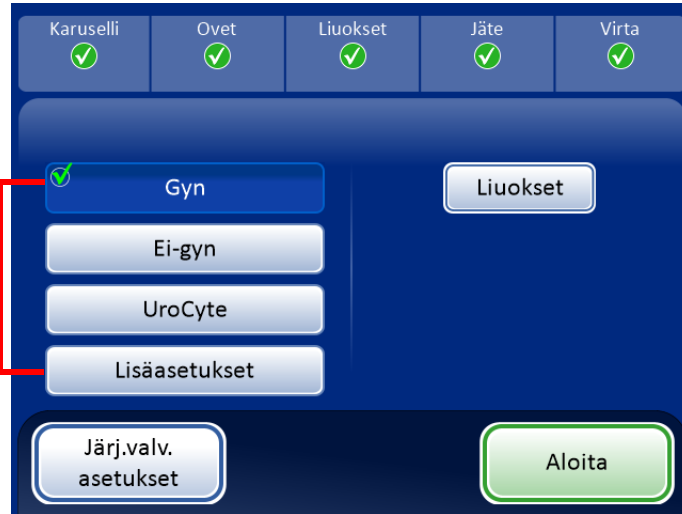 Karuselli
Ovet
Liuokset
Jäte
Virta
Gyn
Liuokset
Ei-gyn
UroCyte
Lisäasetukset
Järj.valv.
asetukset
Aloita